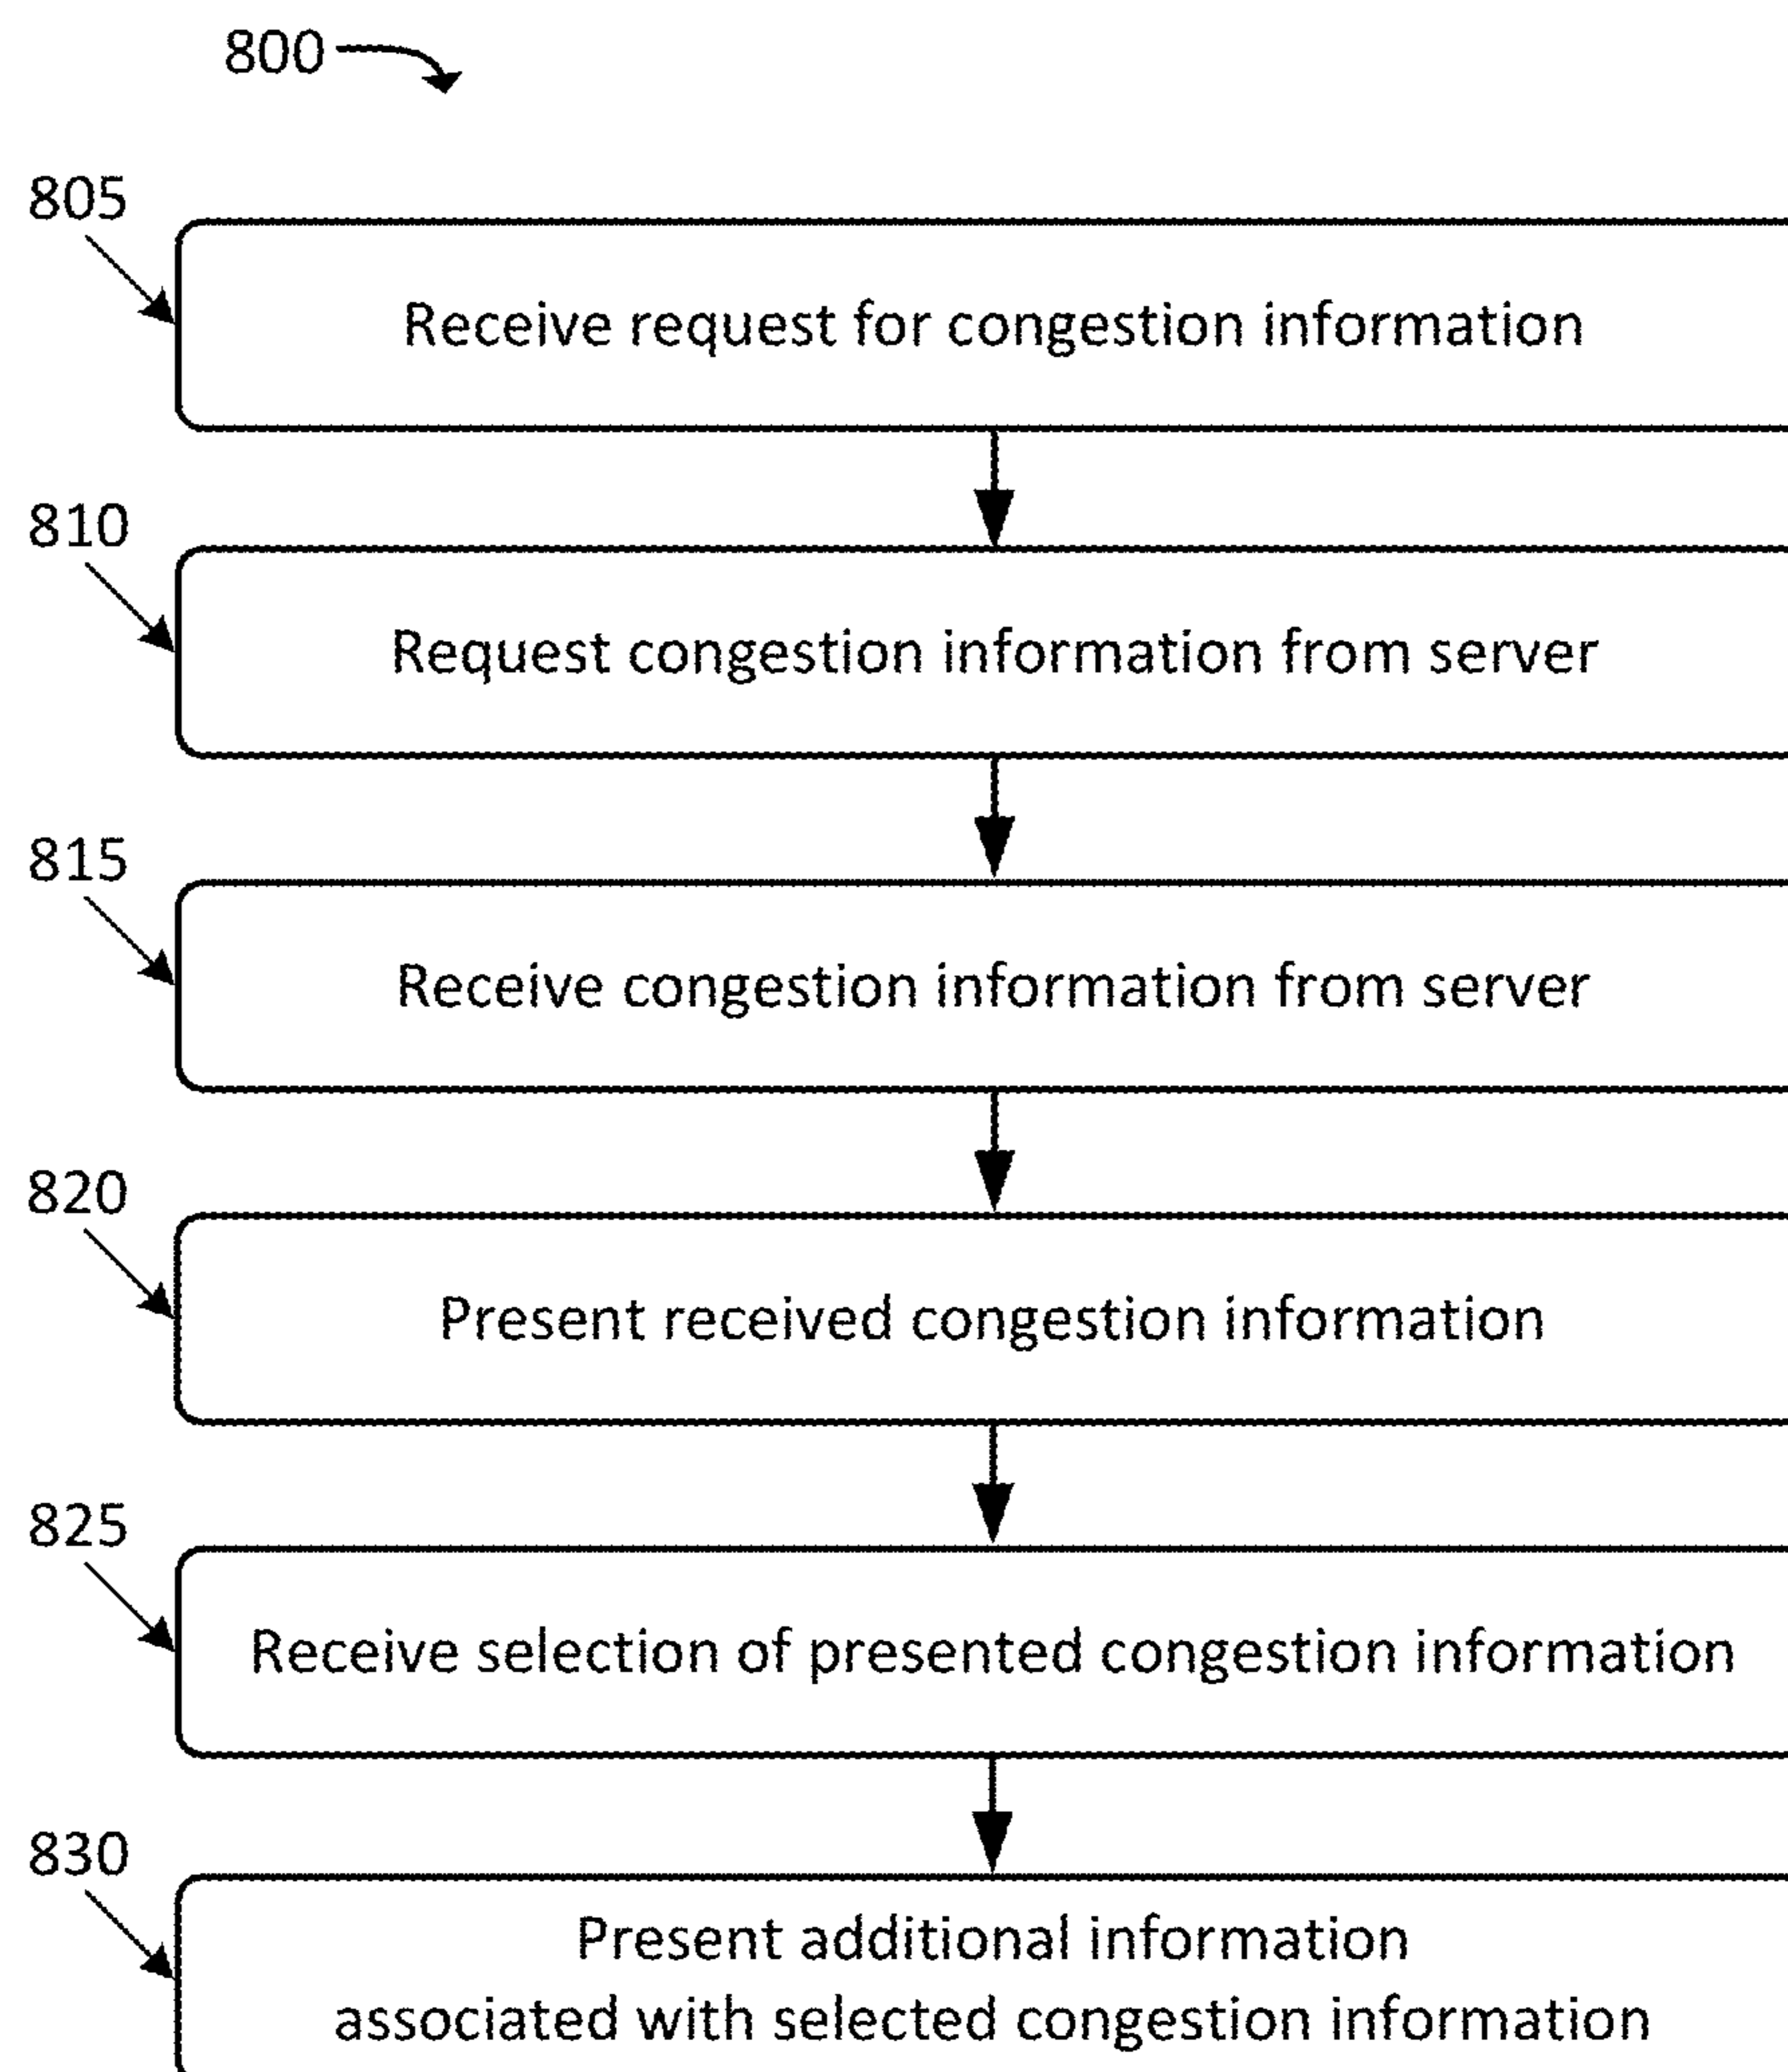 800
805
Receive request for congestion information
810
Request congestion information from server
815
Receive congestion information from server
820
Present received congestion information
825
Receive selection of presented congestion information
830
Present additional information
associated with selected congestion information